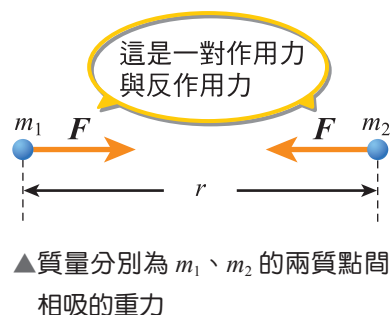 這是一對作用力
與反作用力
m₁ F F m₂
r
▲質量分別為 m₁、m₂ 的兩質點間
相吸的重力